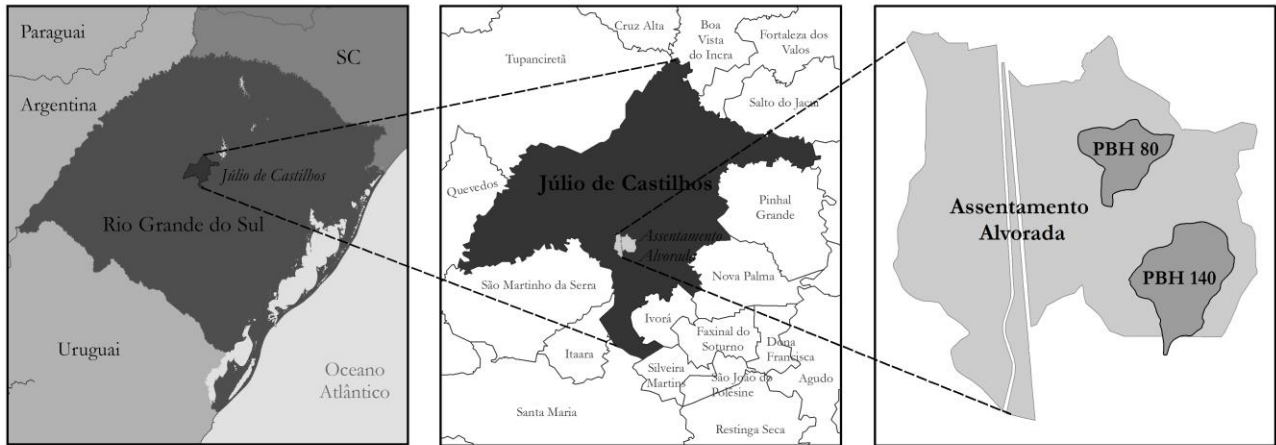 Paraguai
SC
Argentina
Júlio de Castilhos
Rio Grande do Sul
Uruguai
Oceano
Atlântico
Cruz Alta
Boa
Vista
do Incra
Fortaleza dos
Valos
Tupanciretã
Salto do Jacuí
Quevedos
Júlio de Castilhos
Pinhal
Grande
Assentamento
Alvorada
Nova Palma
São Martinho da Serra
Ivorá
Faxinal do
Soturno
Dona
Francisca
Itaara
Silveira
Martins
São João do
Polesine
Agudo
Santa Maria
Restinga Seca
PBH 80
Assentamento
Alvorada
PBH 140